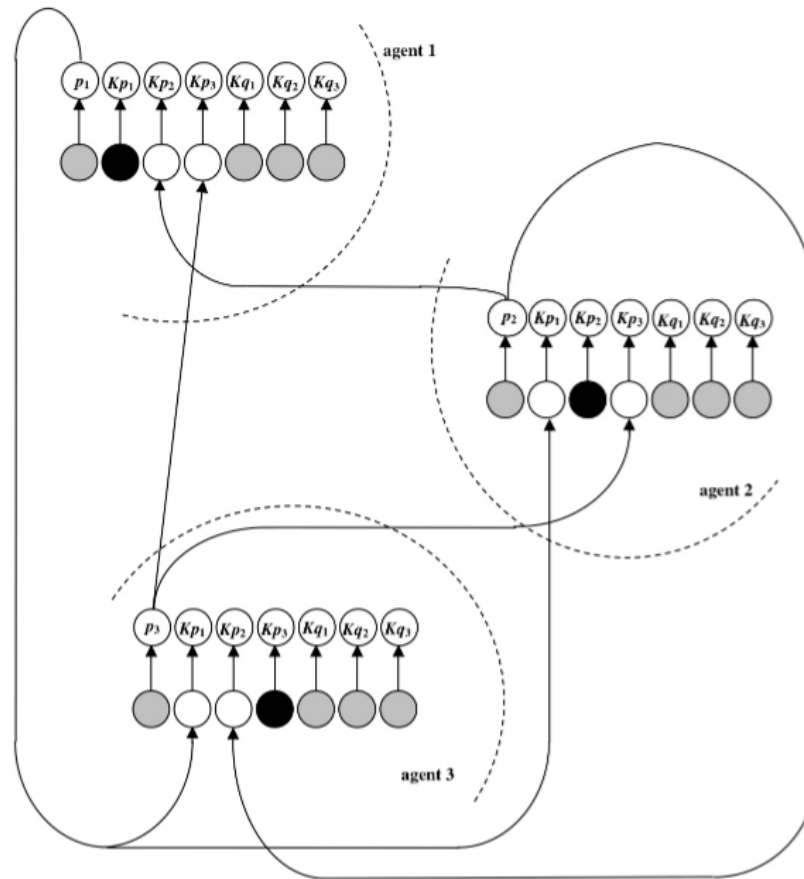 agent 1
p₁ Kp₁ Kp₂ Kp₃ Kq₁ Kq₂ Kq₃
p₂ Kp₁ Kp₂ Kp₃ Kq₁ Kq₂ Kq₃
agent 2
p₃ Kp₁ Kp₂ Kp₃ Kq₁ Kq₂ Kq₃
agent 3